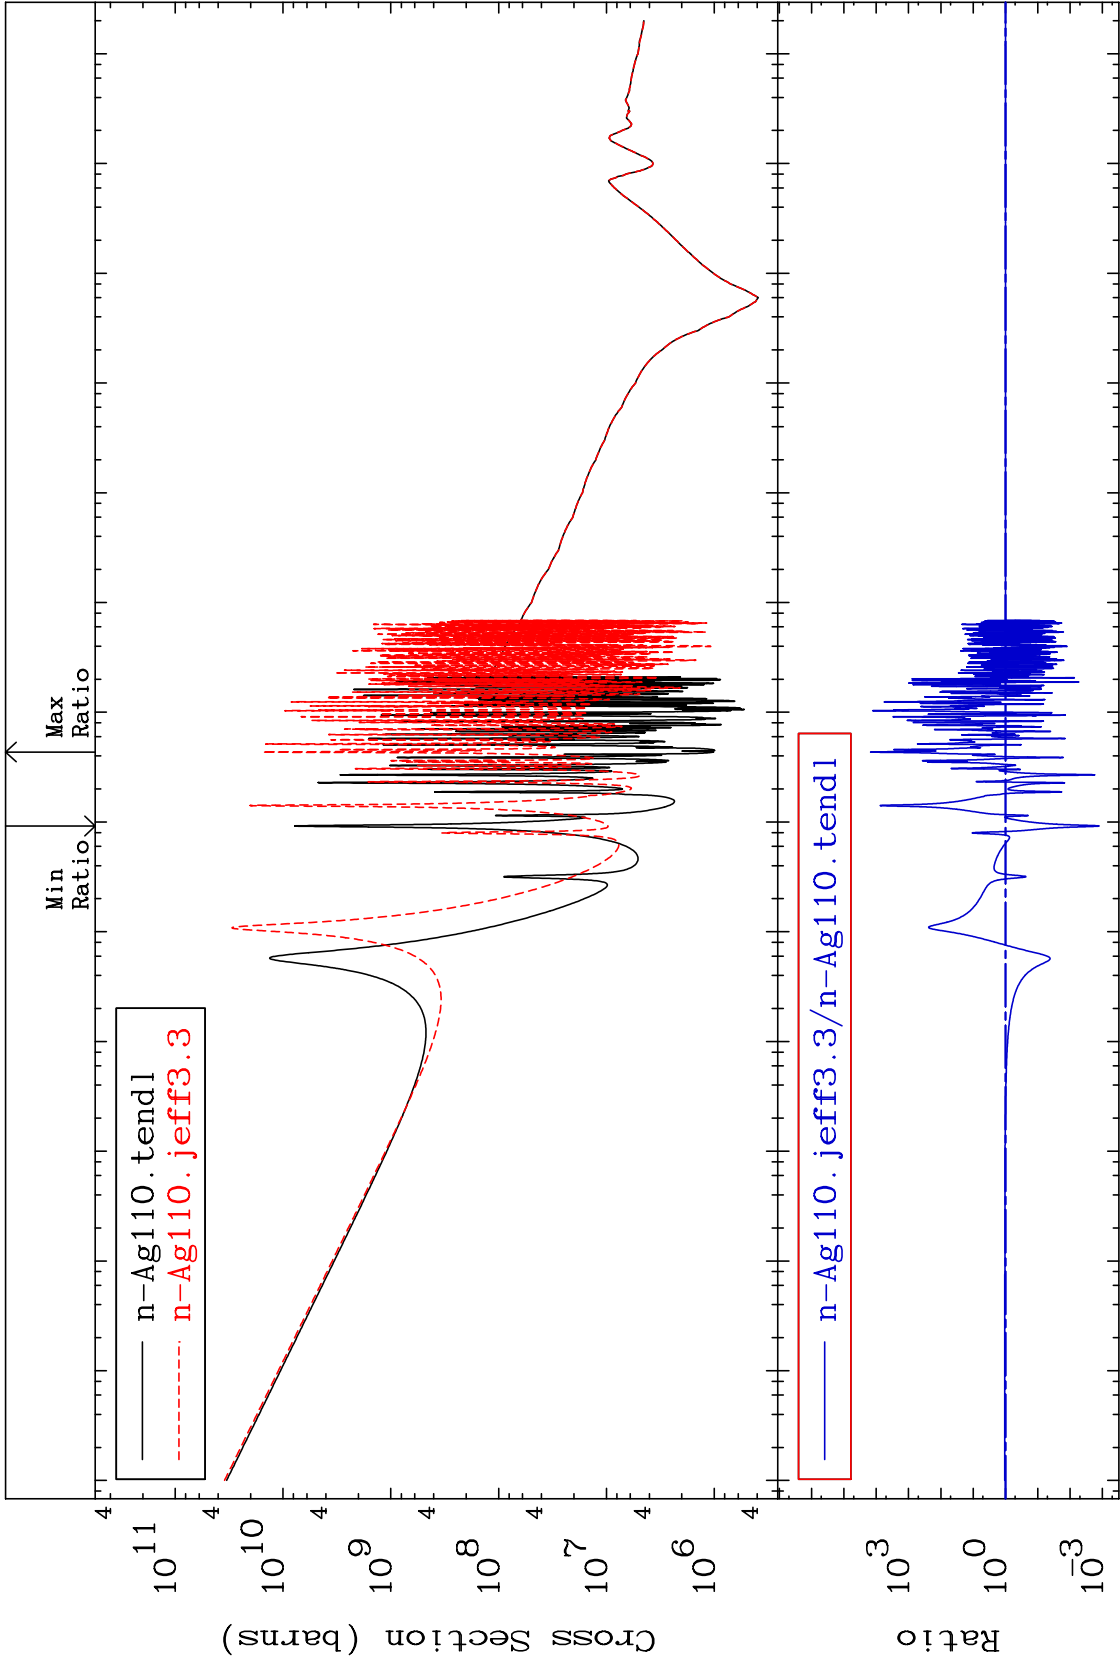 Min
Ratio
Max
Ratio
n-Ag110.tendl
n-Ag110.jeff3.3
Cross Section (barns)
4
10 11
4
10 10
4
10 9
4
10 8
4
10 7
4
10 6
4
n-Ag110.jeff3.3/n-Ag110.tendl
Ratio
10 3
10 0
10 -3